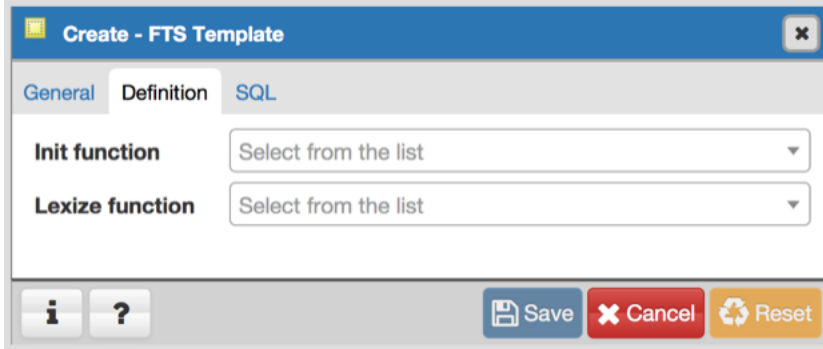 Create - FTS Template
General Definition SQL
Init function Select from the list
Lexize function Select from the list
i ? Save Cancel Reset